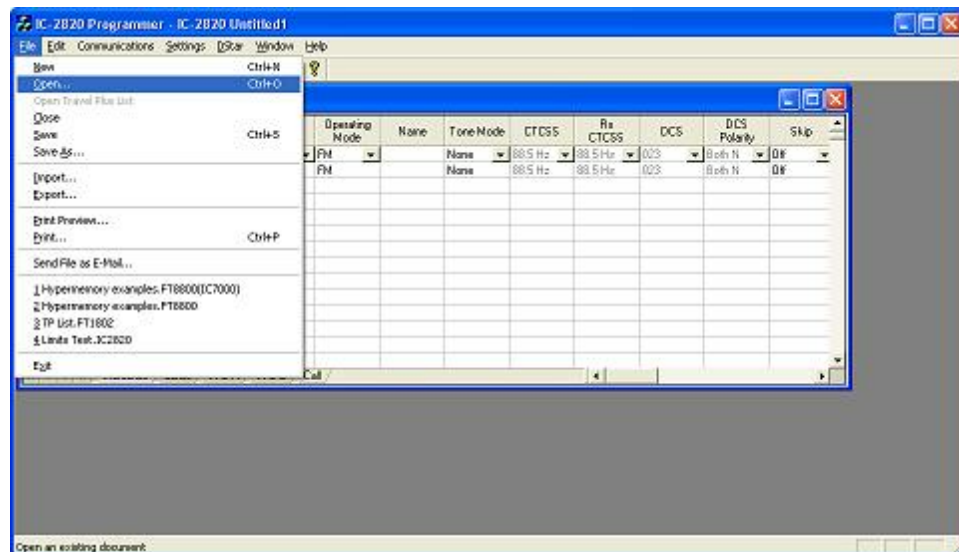 IC-2820 Programmer - IC-2820 Untitled1
File Edit Communications Settings DStar Window Help
New Ctrl+N
Open... Ctrl+O
Open Travel Plus List
Close
Save Ctrl+S
Save As...
Import...
Export...
Print Preview...
Print... Ctrl+P
Send File as E-Mail...
1 Hypermemory examples.FT8800(IC7000)
2 Hypermemory examples.FT8800
3 TP List.FT1802
4 Limits Test.IC2820
Exit
Operating Mode Name Tone Mode CTCSS Rx CTCSS DCS DCS Polarity Skip
FM None 88.5 Hz 88.5 Hz 023 Both N Off
FM None 88.5 Hz 88.5 Hz 023 Both N Off
Call
Open an existing document